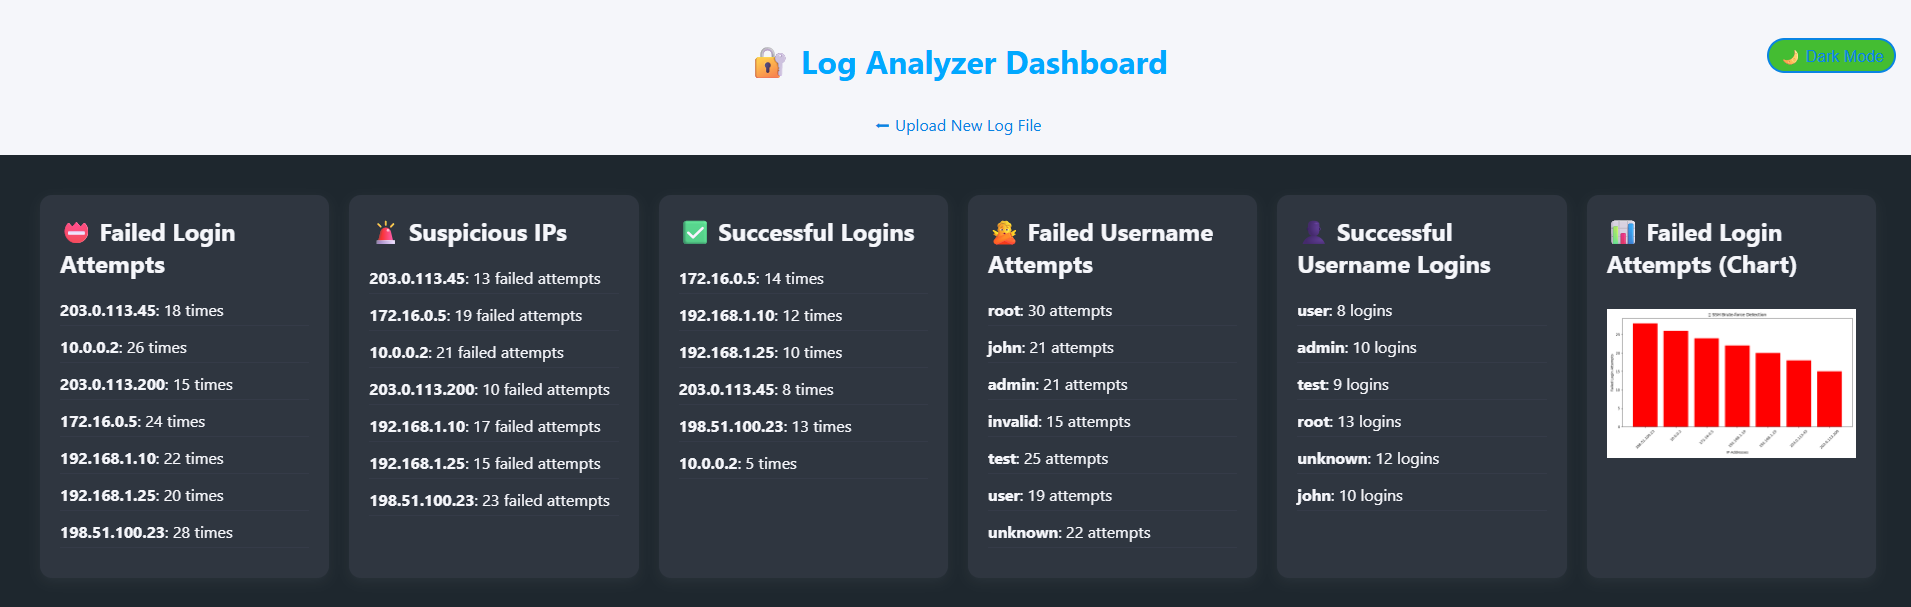 Log Analyzer Dashboard
Dark Mode
Upload New Log File
Failed Login
Attempts
203.0.113.45: 18 times
10.0.0.2: 26 times
203.0.113.200: 15 times
172.16.0.5: 24 times
192.168.1.10: 22 times
192.168.1.25: 20 times
198.51.100.23: 28 times
Suspicious IPs
203.0.113.45: 13 failed attempts
172.16.0.5: 19 failed attempts
10.0.0.2: 21 failed attempts
203.0.113.200: 10 failed attempts
192.168.1.10: 17 failed attempts
192.168.1.25: 15 failed attempts
198.51.100.23: 23 failed attempts
Successful Logins
172.16.0.5: 14 times
192.168.1.10: 12 times
192.168.1.25: 10 times
203.0.113.45: 8 times
198.51.100.23: 13 times
10.0.0.2: 5 times
Failed Username
Attempts
root: 30 attempts
john: 21 attempts
admin: 21 attempts
invalid: 15 attempts
test: 25 attempts
user: 19 attempts
unknown: 22 attempts
Successful
Username Logins
user: 8 logins
admin: 10 logins
test: 9 logins
root: 13 logins
unknown: 12 logins
john: 10 logins
Failed Login
Attempts (Chart)
SSH Brute-Force Detection